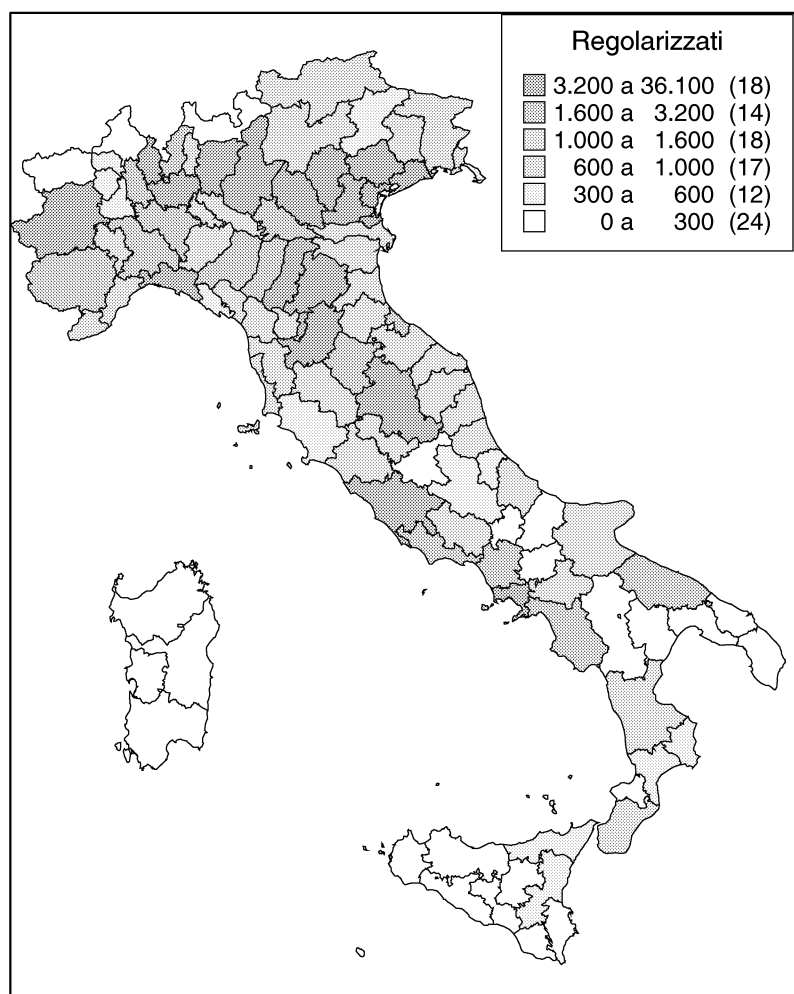 Regolarizzati
3.200 a 36.100 (18)
1.600 a 3.200 (14)
1.000 a 1.600 (18)
600 a 1.000 (17)
300 a 600 (12)
0 a 300 (24)